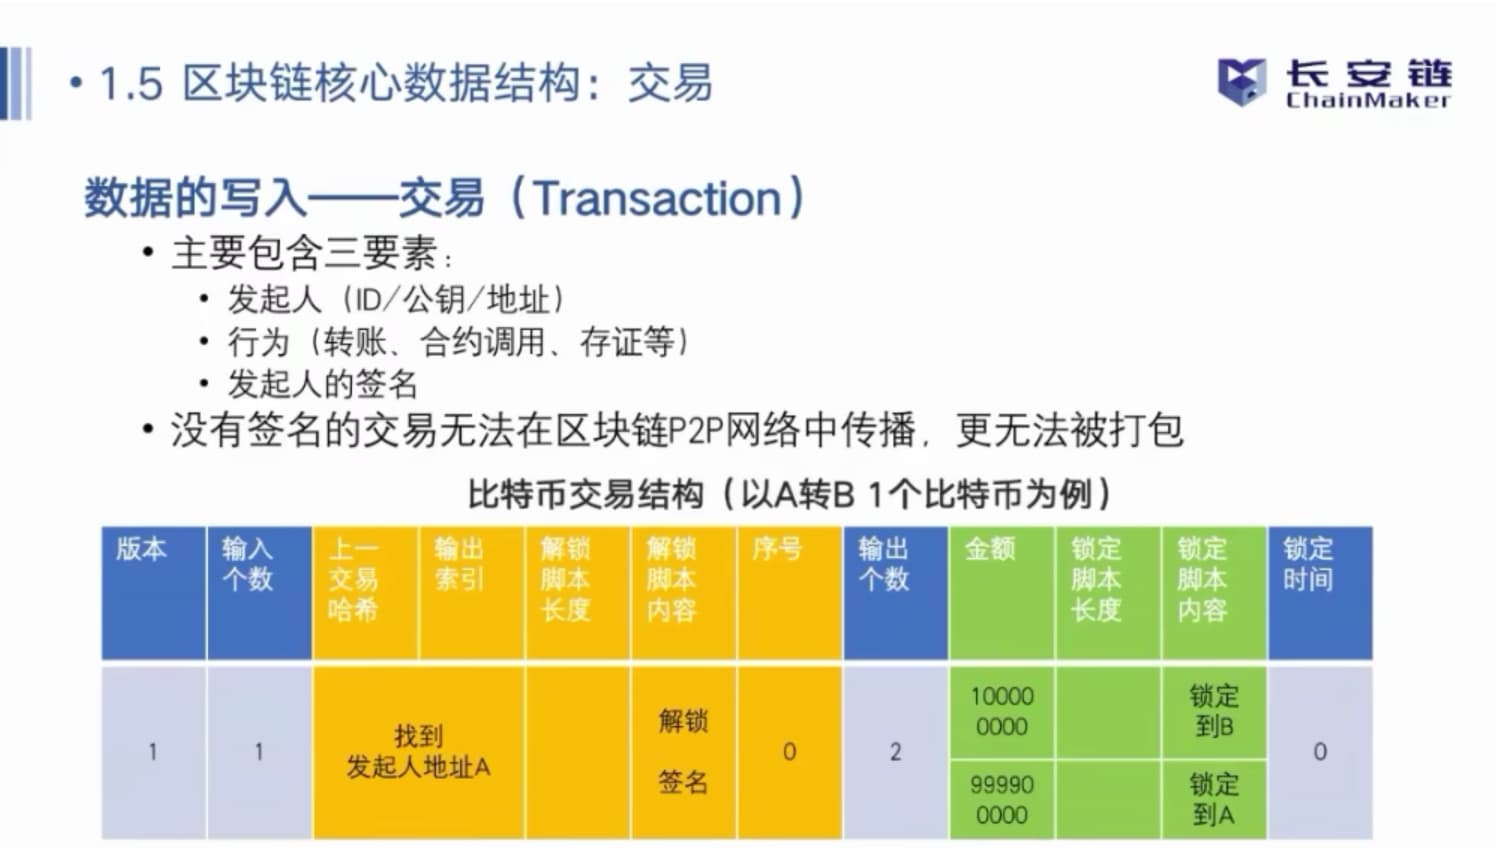 • 1.5 区块链核心数据结构：交易
长安链
ChainMaker
数据的写入——交易（Transaction）
• 主要包含三要素：
• 发起人（ID/公钥/地址）
• 行为（转账、合约调用、存证等）
• 发起人的签名
• 没有签名的交易无法在区块链P2P网络中传播，更无法被打包
比特币交易结构（以A转B 1个比特币为例）
版本
输入
个数
上一
交易
哈希
输出
索引
解锁
脚本
长度
解锁
脚本
内容
序号
输出
个数
金额
锁定
脚本
长度
锁定
脚本
内容
锁定
时间
1
1
找到
发起人地址A
解锁
签名
0
2
10000
0000
锁定
到B
99990
0000
锁定
到A
0